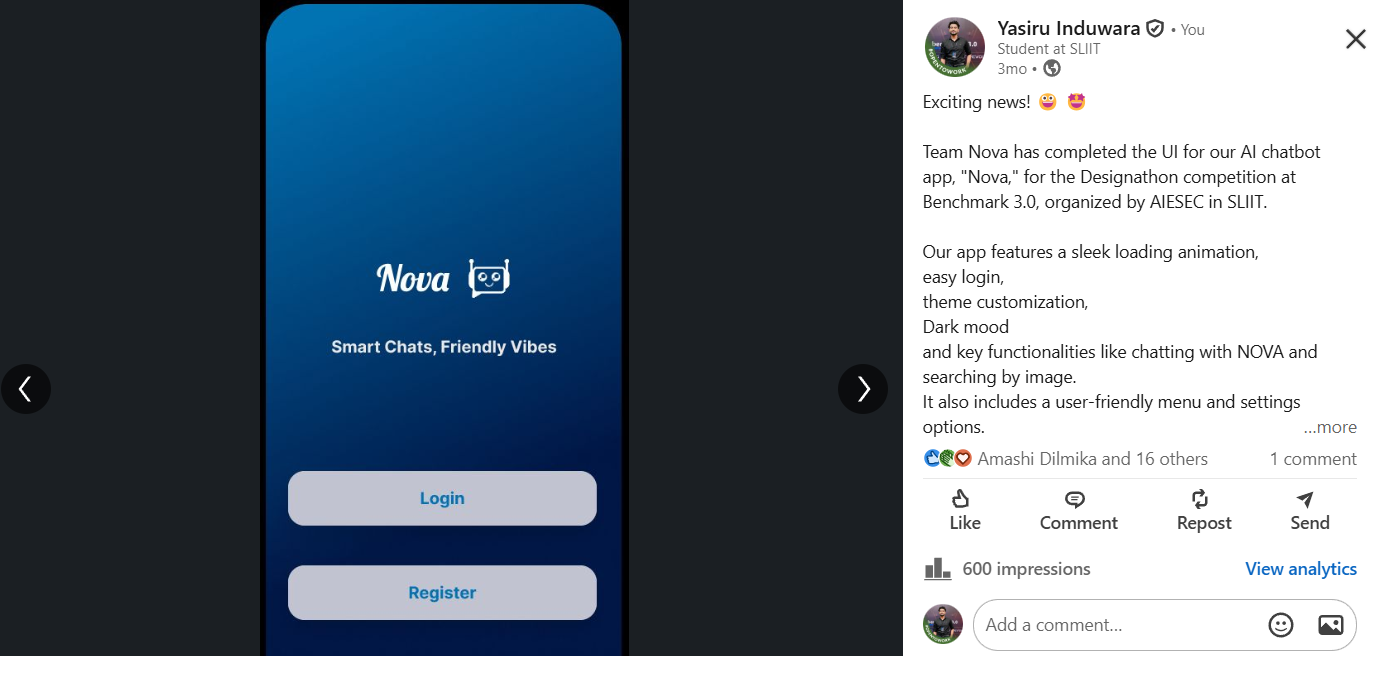 Nova
Smart Chats, Friendly Vibes
Login
Register
Yasiru Induwara • You
Student at SLIIT
3mo •
Exciting news! 😀 🤩
Team Nova has completed the UI for our AI chatbot
app, "Nova," for the Designathon competition at
Benchmark 3.0, organized by AIESEC in SLIIT.
Our app features a sleek loading animation,
easy login,
theme customization,
Dark mood
and key functionalities like chatting with NOVA and
searching by image.
It also includes a user-friendly menu and settings
options. ...more
Amashi Dilmika and 16 others 1 comment
Like Comment Repost Send
600 impressions View analytics
Add a comment...